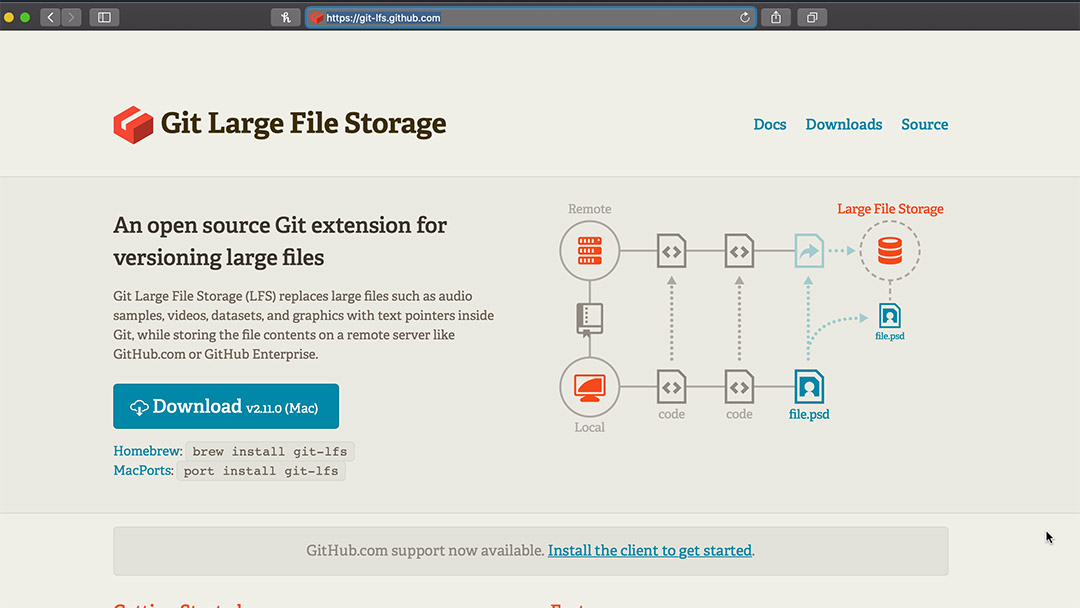 https://git-lfs.github.com
Git Large File Storage
Docs Downloads Source
An open source Git extension for
versioning large files
Git Large File Storage (LFS) replaces large files such as audio
samples, videos, datasets, and graphics with text pointers inside
Git, while storing the file contents on a remote server like
GitHub.com or GitHub Enterprise.
Download v2.11.0 (Mac)
Homebrew: brew install git-lfs
MacPorts: port install git-lfs
Remote
Large File Storage
file.psd
code
code
file.psd
Local
GitHub.com support now available. Install the client to get started.